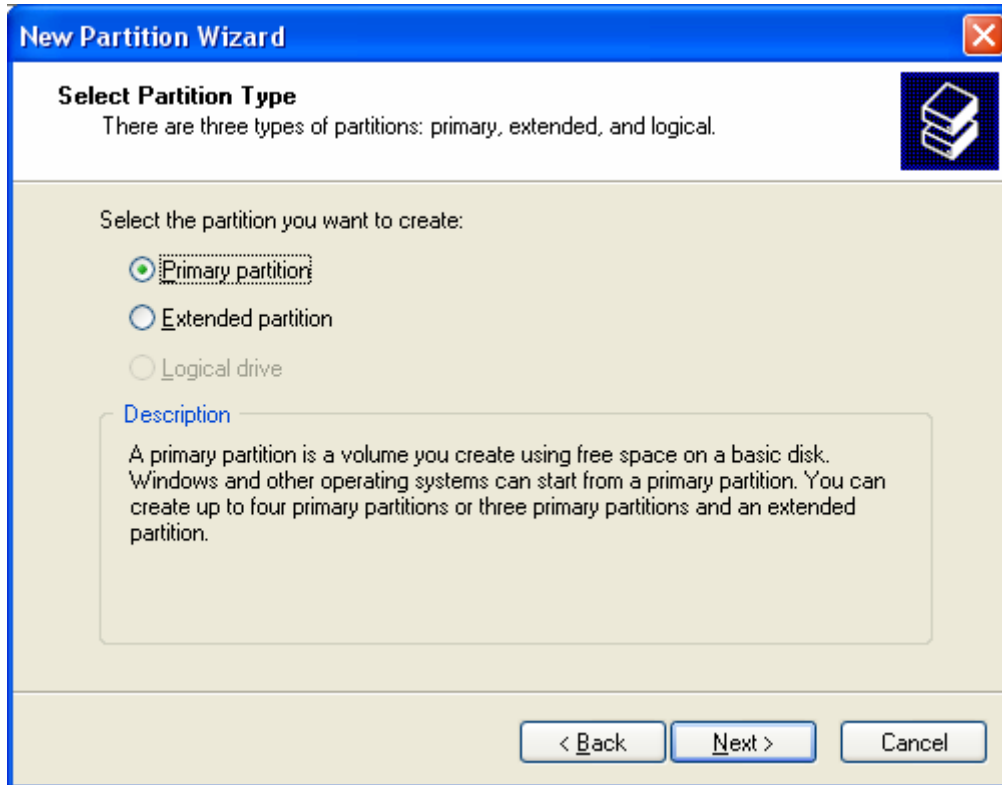 New Partition Wizard
Select Partition Type
There are three types of partitions: primary, extended, and logical.
Select the partition you want to create:
Primary partition
Extended partition
Logical drive
Description
A primary partition is a volume you create using free space on a basic disk.
Windows and other operating systems can start from a primary partition. You can
create up to four primary partitions or three primary partitions and an extended
partition.
< Back
Next >
Cancel